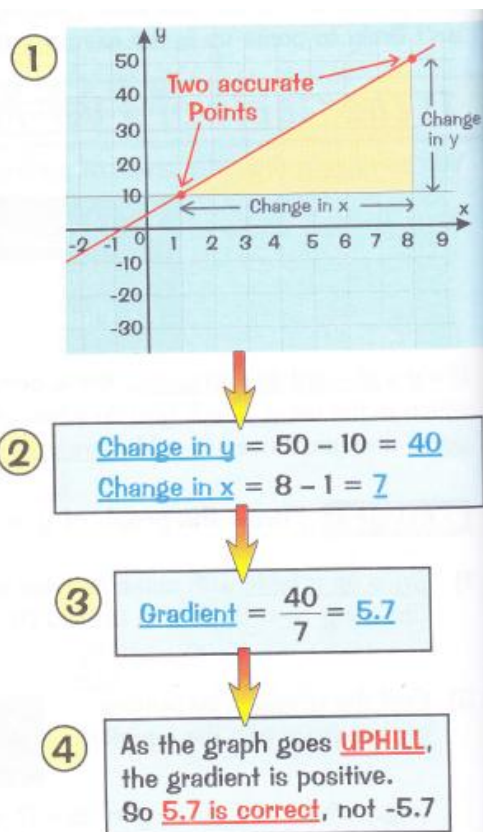 1
y
50
40
30
20
10
0
-10
-20
-30
Two accurate
Points
Change
in y
Change in x
x
-2 -1 1 2 3 4 5 6 7 8 9
2
Change in y = 50 – 10 = 40
Change in x = 8 – 1 = 7
3
Gradient = 40/7 = 5.7
4
As the graph goes UPHILL,
the gradient is positive.
So 5.7 is correct, not -5.7